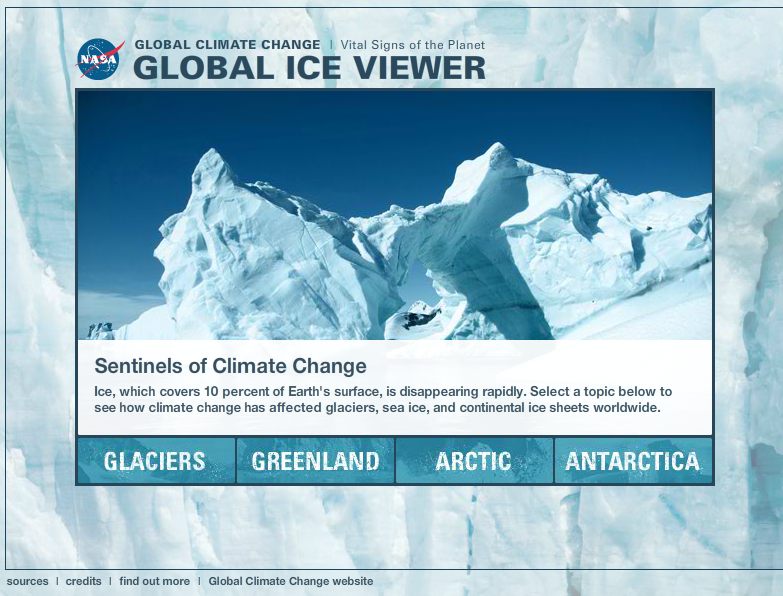 NASA
GLOBAL CLIMATE CHANGE | Vital Signs of the Planet
GLOBAL ICE VIEWER
Sentinels of Climate Change
Ice, which covers 10 percent of Earth's surface, is disappearing rapidly. Select a topic below to
see how climate change has affected glaciers, sea ice, and continental ice sheets worldwide.
GLACIERS GREENLAND ARCTIC ANTARCTICA
sources | credits | find out more | Global Climate Change website